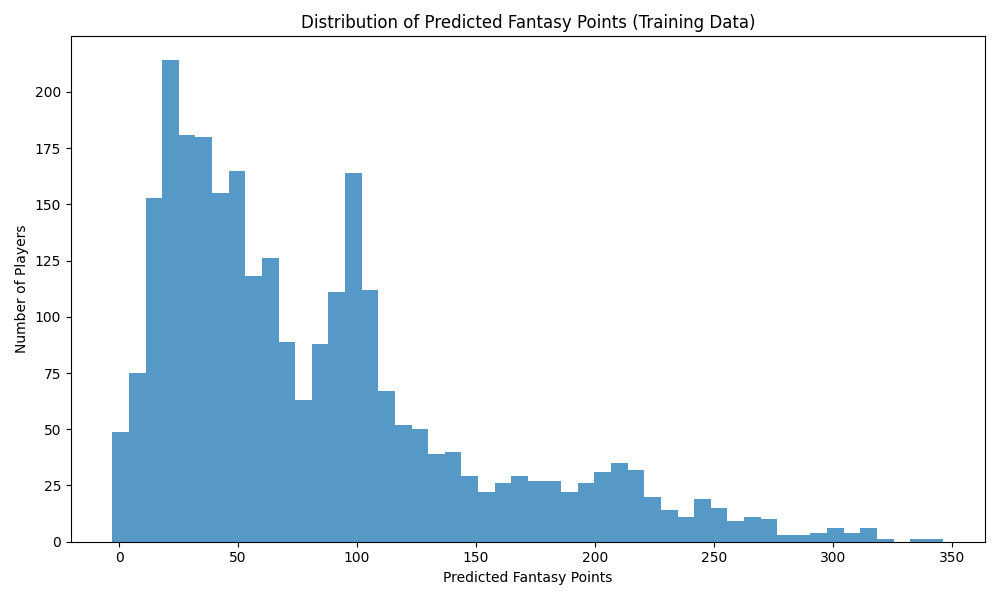 Distribution of Predicted Fantasy Points (Training Data)
Number of Players
200
175
150
125
100
75
50
25
0
0 50 100 150 200 250 300 350
Predicted Fantasy Points